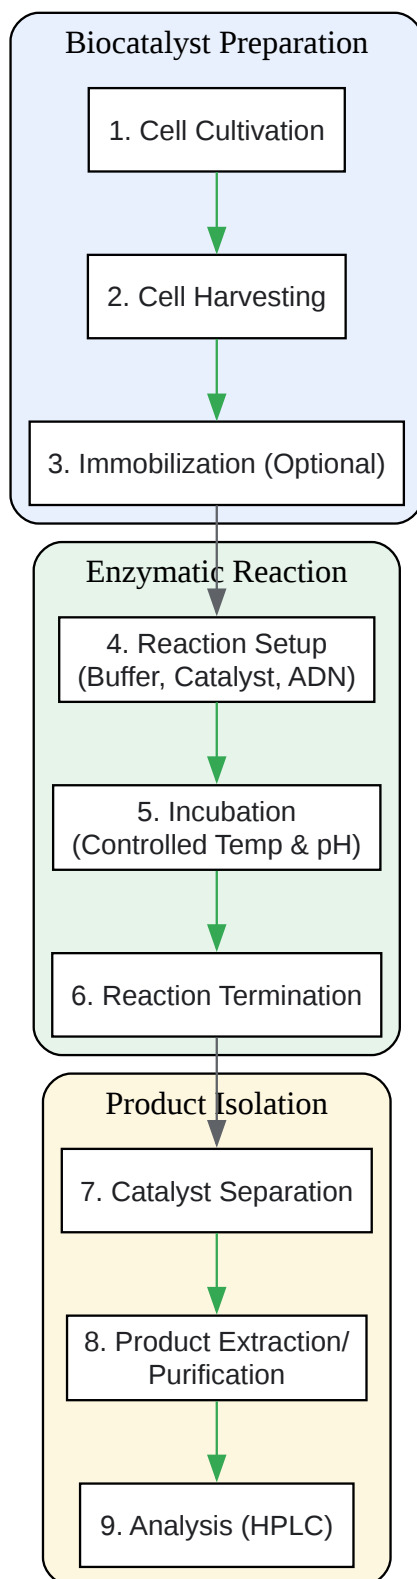 Biocatalyst Preparation
1. Cell Cultivation
2. Cell Harvesting
3. Immobilization (Optional)
Enzymatic Reaction
4. Reaction Setup
(Buffer, Catalyst, ADN)
5. Incubation
(Controlled Temp & pH)
6. Reaction Termination
Product Isolation
7. Catalyst Separation
8. Product Extraction/
Purification
9. Analysis (HPLC)